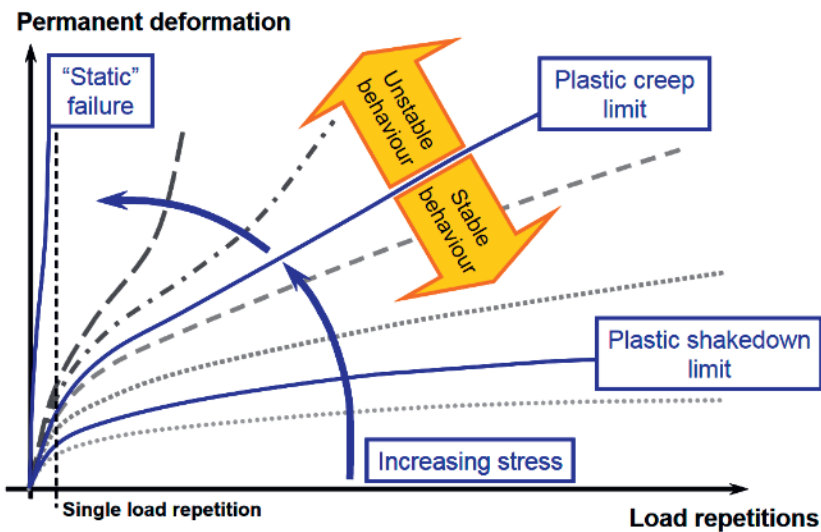 Permanent deformation
“Static”
failure
Unstable
behaviour
Plastic creep
limit
Stable
behaviour
Plastic shakedown
limit
Increasing stress
Single load repetition
Load repetitions